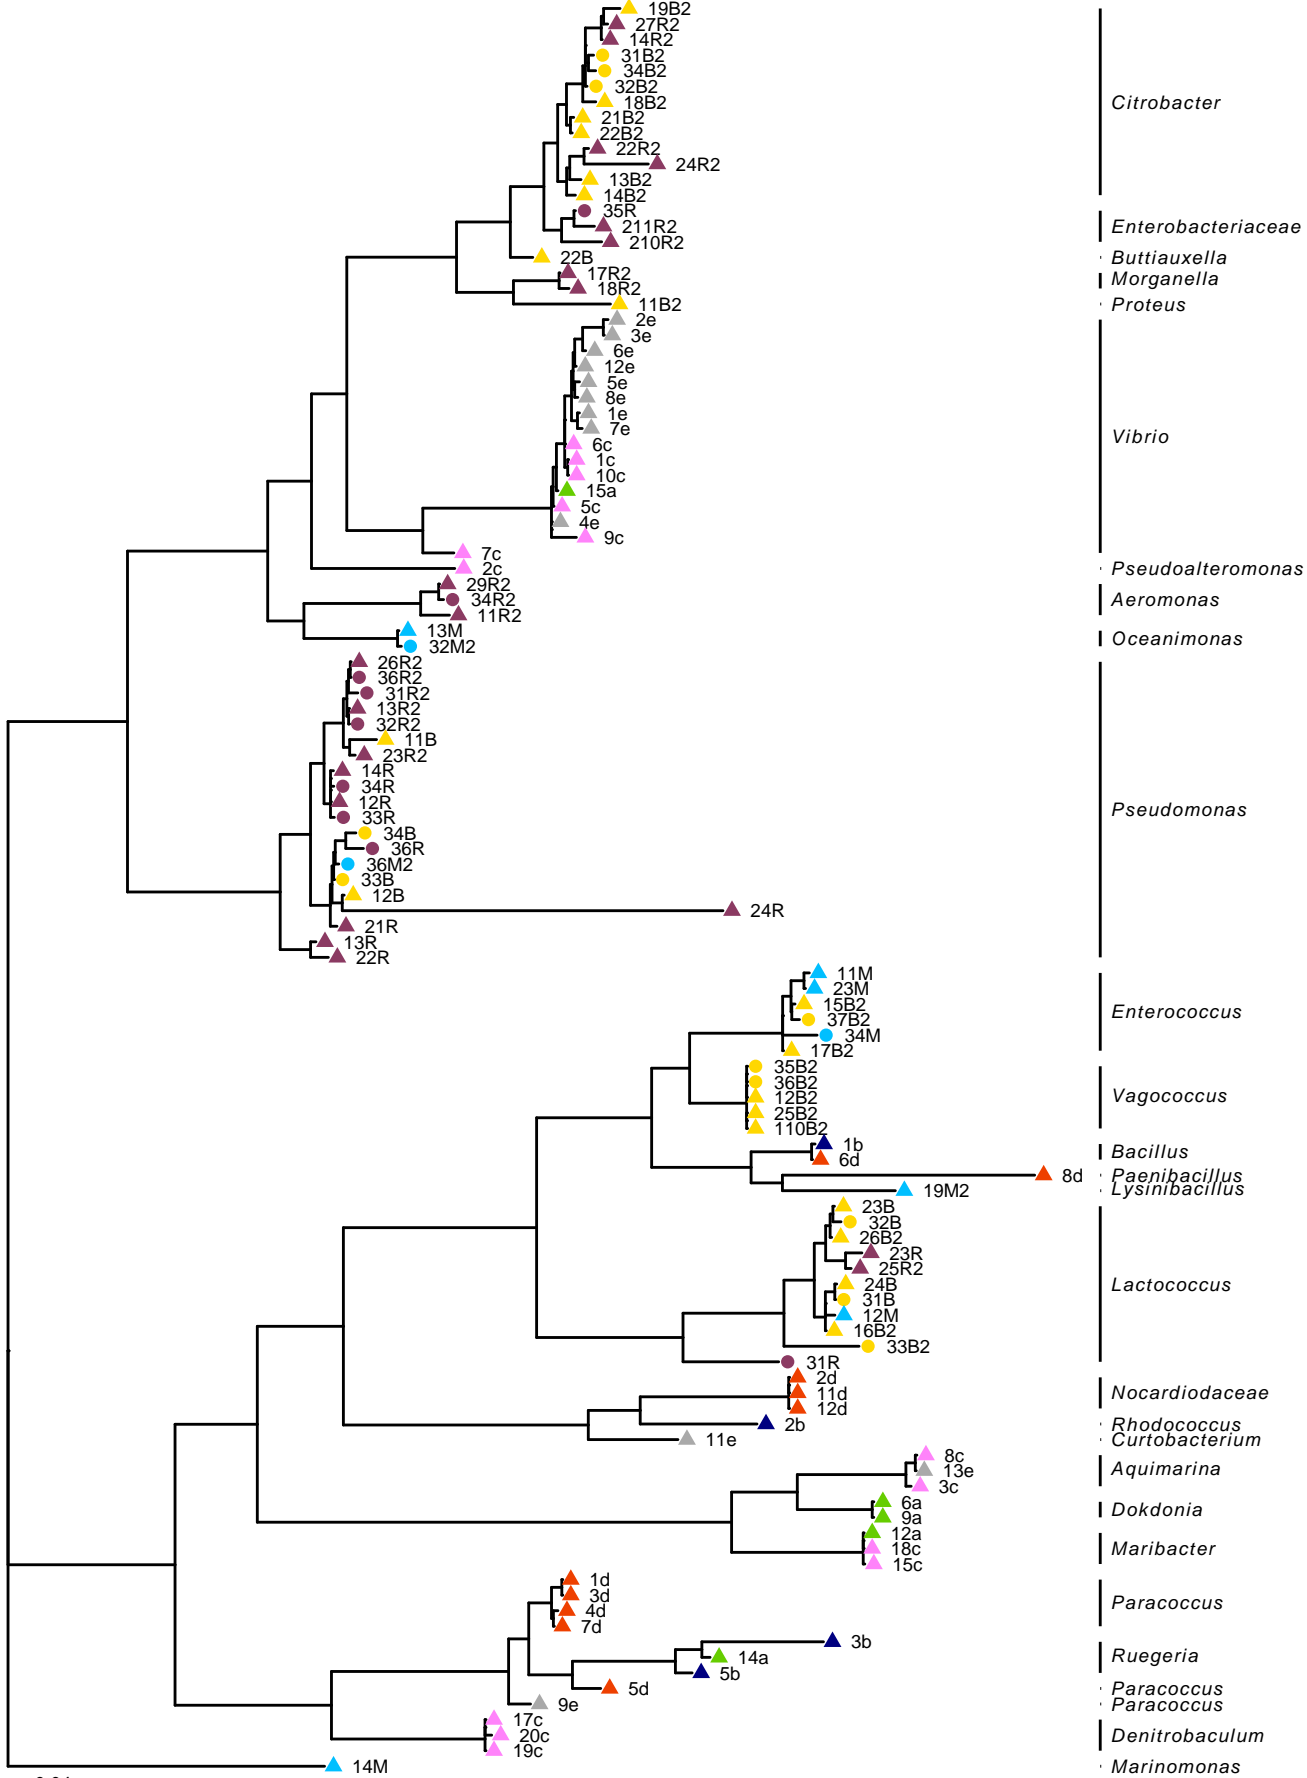 19B2
27R2
14R2
31B2
34B2
32B2
18B2
Citrobacter
21B2
22B2
22R2
24R2
13B2
14B2
35R
211R2
Enterobacteriaceae
210R2
22B
Buttiauxella
17R2
Morganella
18R2
11B2
Proteus
2e
3e
6e
12e
5e
8e
1e
7e
Vibrio
6c
1c
10c
15a
5c
4e
9c
7c
2c
Pseudoalteromonas
29R2
34R2
Aeromonas
11R2
13M
Oceanimonas
32M2
26R2
36R2
31R2
13R2
32R2
11B
23R2
14R
34R
12R
Pseudomonas
33R
34B
36R
36M2
33B
12B
24R
21R
13R
22R
11M
23M
15B2
Enterococcus
37B2
34M
17B2
35B2
36B2
12B2
Vagococcus
25B2
110B2
1b
Bacillus
6d
8d
Paenibacillus
19M2
Lysinibacillus
23B
32B
26B2
23R
25R2
24B
Lactococcus
31B
12M
16B2
33B2
31R
2d
11d
Nocardiodaceae
12d
2b
Rhodococcus
11e
Curtobacterium
8c
13e
Aquimarina
3c
6a
Dokdonia
9a
12a
18c
Maribacter
15c
1d
3d
Paracoccus
4d
7d
3b
14a
Ruegeria
5b
5d
Paracoccus
9e
Paracoccus
17c
20c
Denitrobaculum
19c
14M
Marinomonas